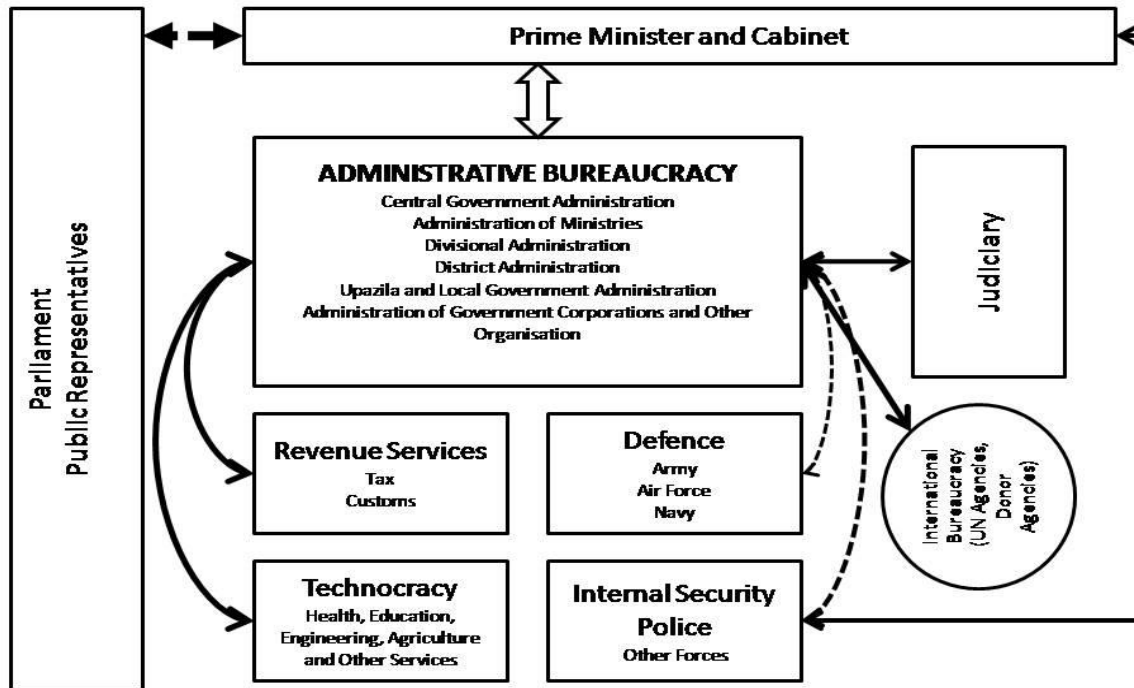 Parliament
Public Representatives
Prime Minister and Cabinet
ADMINISTRATIVE BUREAUCRACY
Central Government Administration
Administration of Ministries
Divisional Administration
District Administration
Upazila and Local Government Administration
Administration of Government Corporations and Other
Organisation
Judiciary
Revenue Services
Tax
Customs
Defence
Army
Air Force
Navy
International
Bureaucracy
(UN Agencies,
Donor
Agencies)
Technocracy
Health, Education,
Engineering, Agriculture
and Other Services
Internal Security
Police
Other Forces